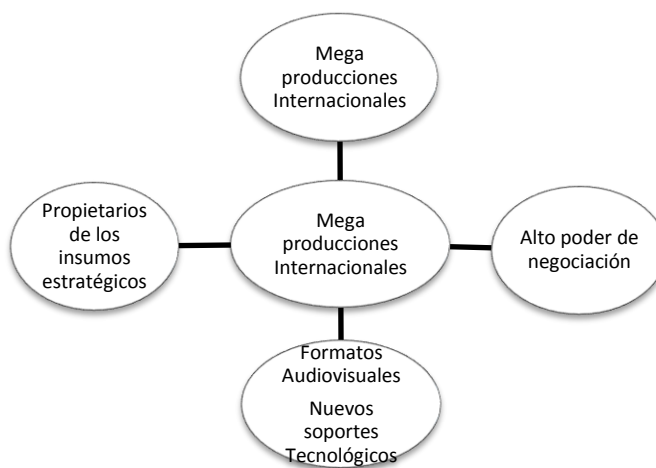 Mega
producciones
Internacionales
Propietarios
de los
insumos
estratégicos
Mega
producciones
Internacionales
Alto poder de
negociación
Formatos
Audiovisuales
Nuevos
soportes
Tecnológicos